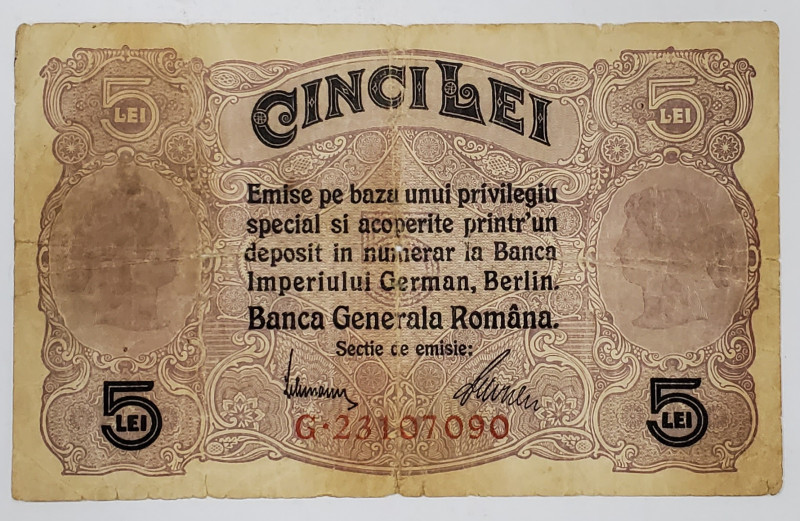 5 LEI
CINCI LEI
5 LEI
Emise pe baza unui privilegiu
special si acoperite printr'un
deposit in numerar la Banca
Imperiului German, Berlin.
Banca Generala Româna.
Sectie de emisie:
5 LEI
G·23107090
5 LEI